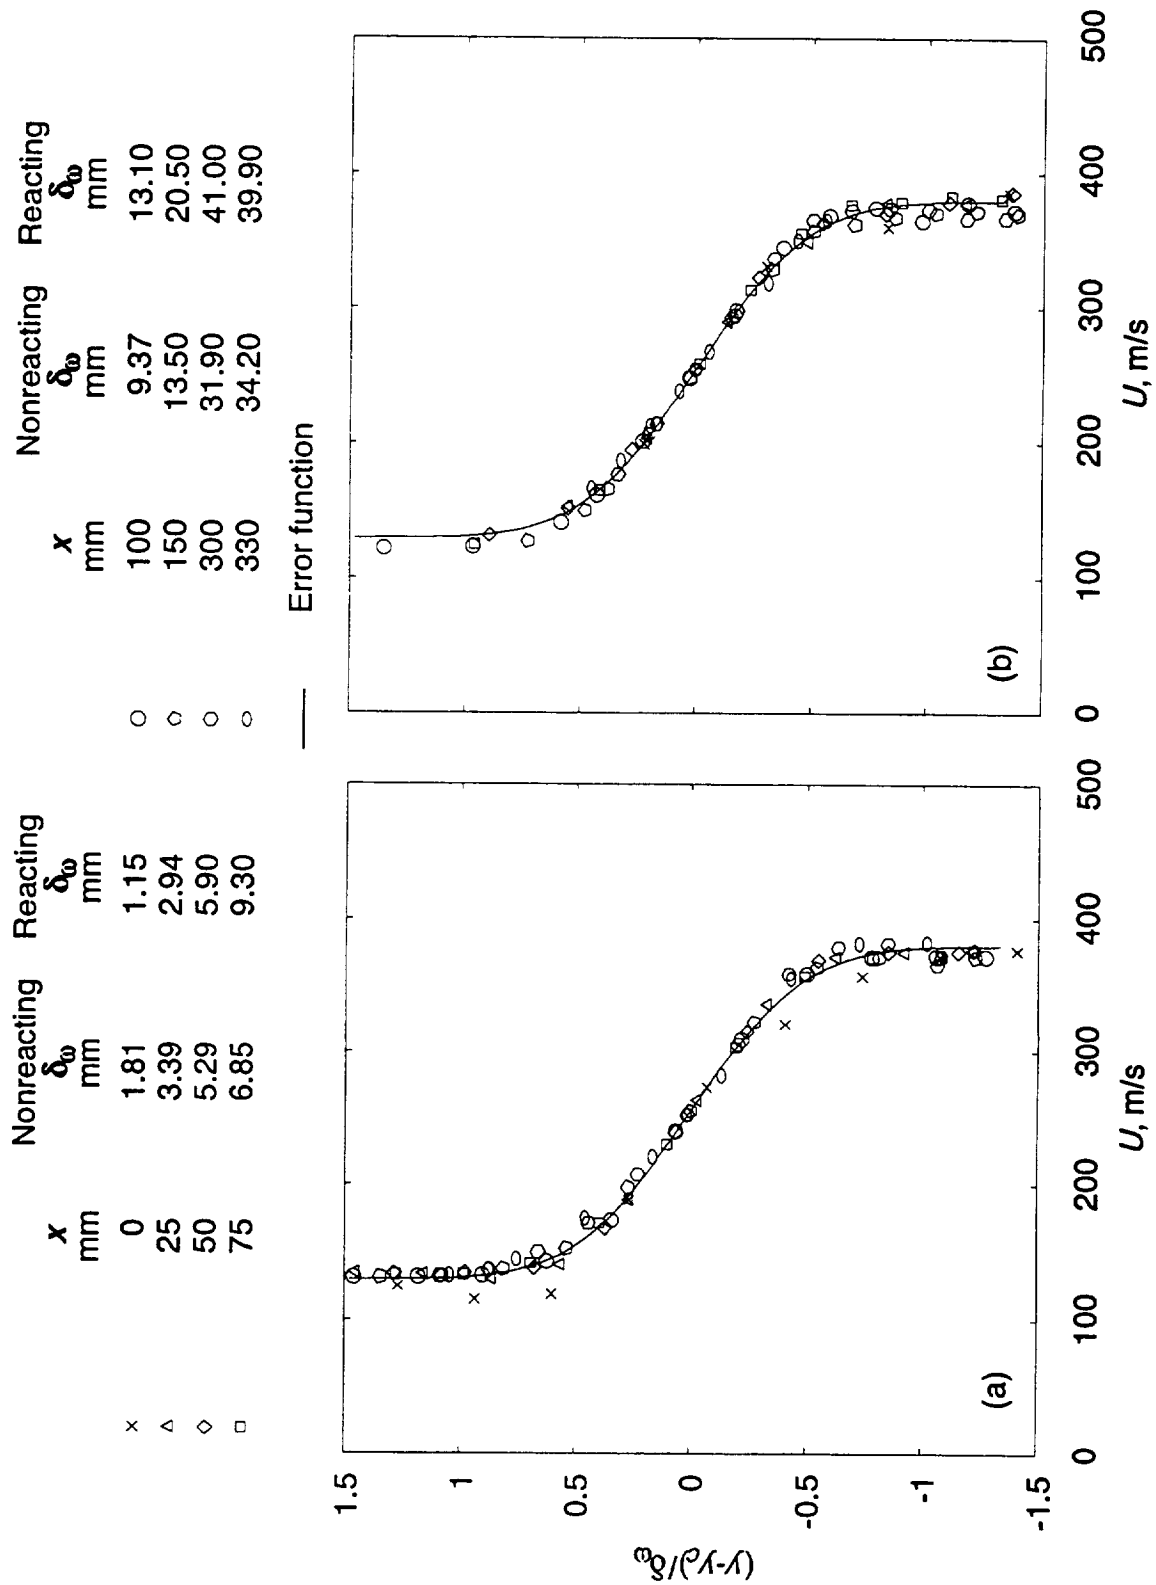 x Nonreacting Reacting
δω δω
mm mm mm
× 0 1.81 1.15
△ 25 3.39 2.94
◇ 50 5.29 5.90
□ 75 6.85 9.30
x Nonreacting Reacting
δω δω
mm mm mm
100 9.37 13.10
150 13.50 20.50
300 31.90 41.00
330 34.20 39.90
Error function
1.5
1
0.5
0
-0.5
-1
-1.5
(y-yc)/δω
(a)
0 100 200 300 400 500
U, m/s
(b)
0 100 200 300 400 500
U, m/s